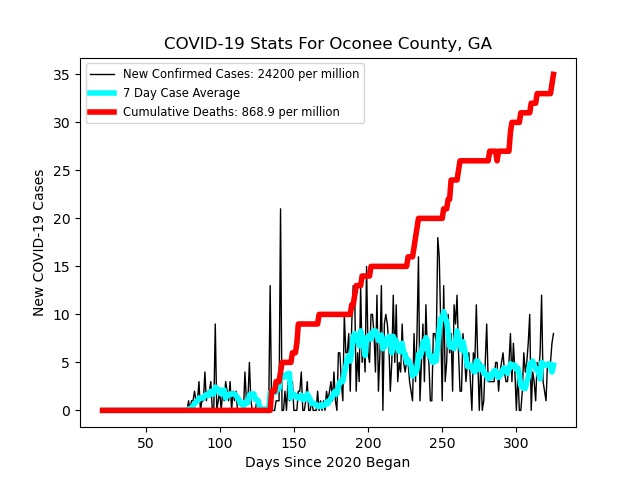 COVID-19 Stats For Oconee County, GA
New Confirmed Cases: 24200 per million
7 Day Case Average
Cumulative Deaths: 868.9 per million
New COVID-19 Cases
35
30
25
20
15
10
5
0
50 100 150 200 250 300
Days Since 2020 Began